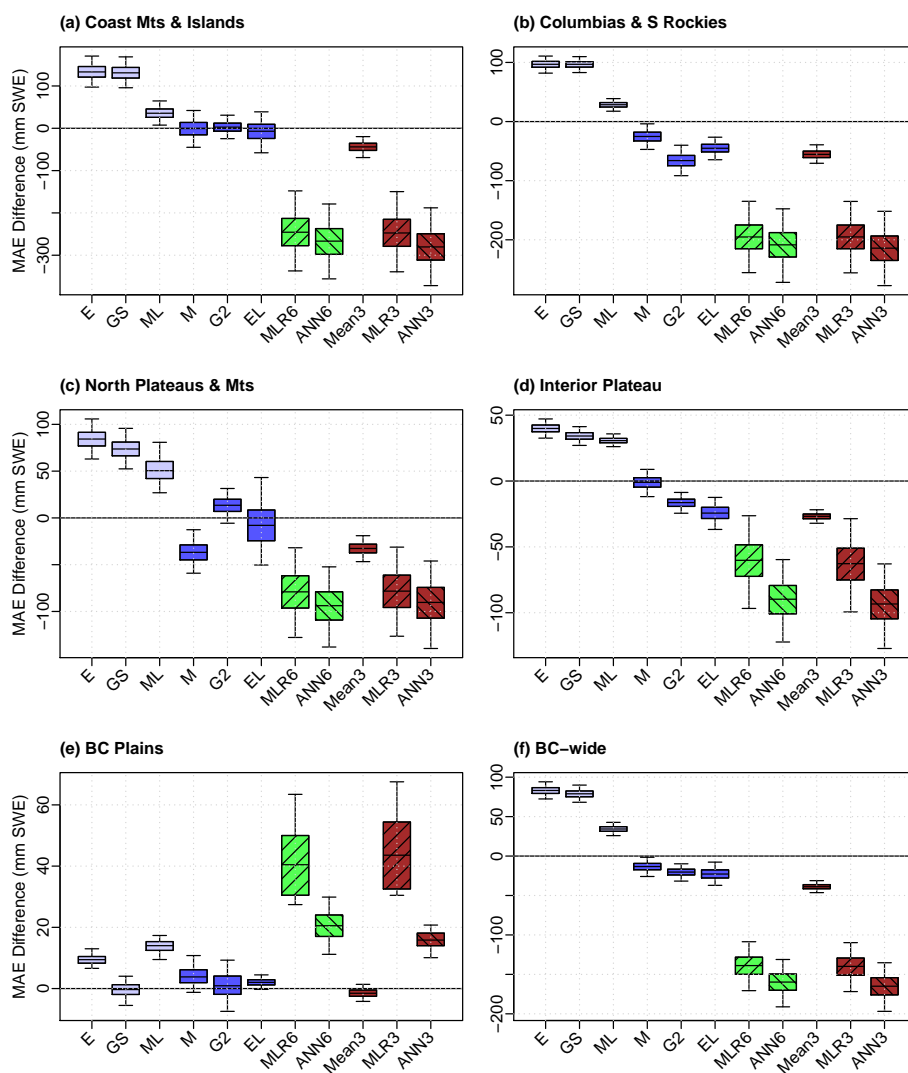 (a) Coast Mts & Islands
MAE Difference (mm SWE)
100
0
−100
−300
E GS ML M G2 EL MLR6 ANN6 Mean3 MLR3 ANN3
(b) Columbias & S Rockies
100
0
−100
−200
E GS ML M G2 EL MLR6 ANN6 Mean3 MLR3 ANN3
(c) North Plateaus & Mts
MAE Difference (mm SWE)
100
50
0
−100
E GS ML M G2 EL MLR6 ANN6 Mean3 MLR3 ANN3
(d) Interior Plateau
50
0
−50
−100
E GS ML M G2 EL MLR6 ANN6 Mean3 MLR3 ANN3
(e) BC Plains
MAE Difference (mm SWE)
60
40
20
0
E GS ML M G2 EL MLR6 ANN6 Mean3 MLR3 ANN3
(f) BC−wide
100
50
0
−100
−200
E GS ML M G2 EL MLR6 ANN6 Mean3 MLR3 ANN3